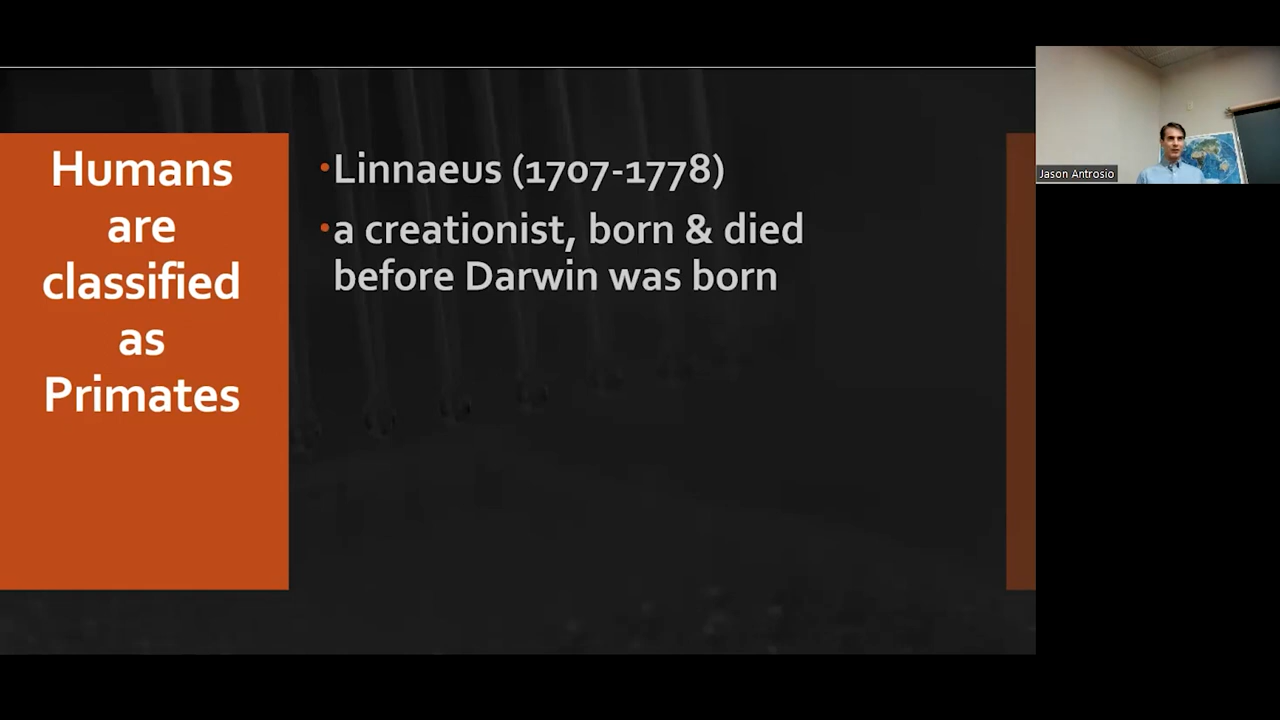 Humans
are
classified
as
Primates
•Linnaeus (1707-1778)
•a creationist, born & died
before Darwin was born
Jason Antrosio